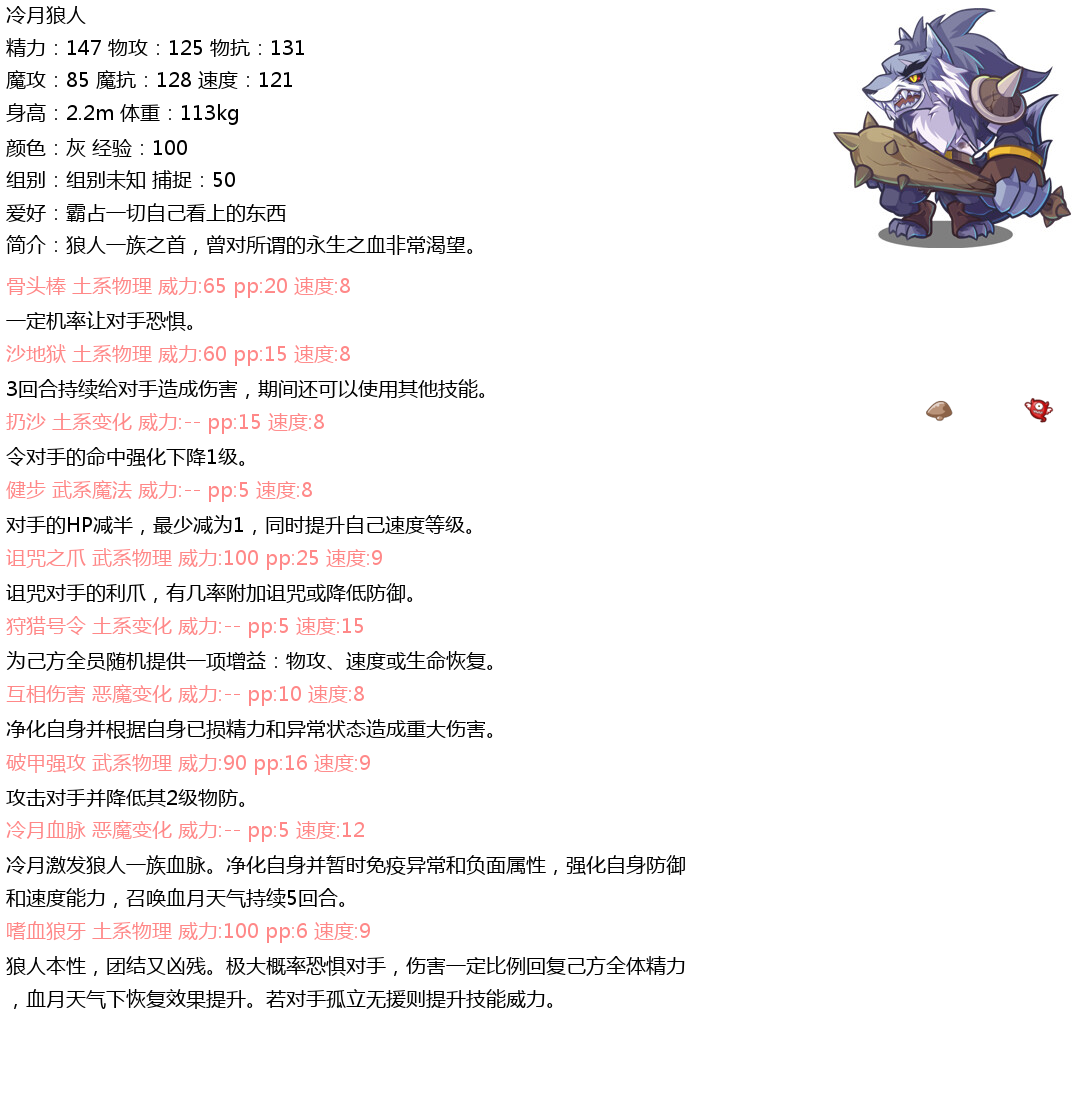 冷月狼人
精力：147 物攻：125 物抗：131
魔攻：85 魔抗：128 速度：121
身高：2.2m 体重：113kg
颜色：灰 经验：100
组别：组别未知 捕捉：50
爱好：霸占一切自己看上的东西
简介：狼人一族之首，曾对所谓的永生之血非常渴望。
骨头棒 土系物理 威力:65 pp:20 速度:8
一定机率让对手恐惧。
沙地狱 土系物理 威力:60 pp:15 速度:8
3回合持续给对手造成伤害，期间还可以使用其他技能。
扔沙 土系变化 威力:-- pp:15 速度:8
令对手的命中强化下降1级。
健步 武系魔法 威力:-- pp:5 速度:8
对手的HP减半，最少减为1，同时提升自己速度等级。
诅咒之爪 武系物理 威力:100 pp:25 速度:9
诅咒对手的利爪，有几率附加诅咒或降低防御。
狩猎号令 土系变化 威力:-- pp:5 速度:15
为己方全员随机提供一项增益：物攻、速度或生命恢复。
互相伤害 恶魔变化 威力:-- pp:10 速度:8
净化自身并根据自身已损精力和异常状态造成重大伤害。
破甲强攻 武系物理 威力:90 pp:16 速度:9
攻击对手并降低其2级物防。
冷月血脉 恶魔变化 威力:-- pp:5 速度:12
冷月激发狼人一族血脉。净化自身并暂时免疫异常和负面属性，强化自身防御
和速度能力，召唤血月天气持续5回合。
嗜血狼牙 土系物理 威力:100 pp:6 速度:9
狼人本性，团结又凶残。极大概率恐惧对手，伤害一定比例回复己方全体精力
，血月天气下恢复效果提升。若对手孤立无援则提升技能威力。